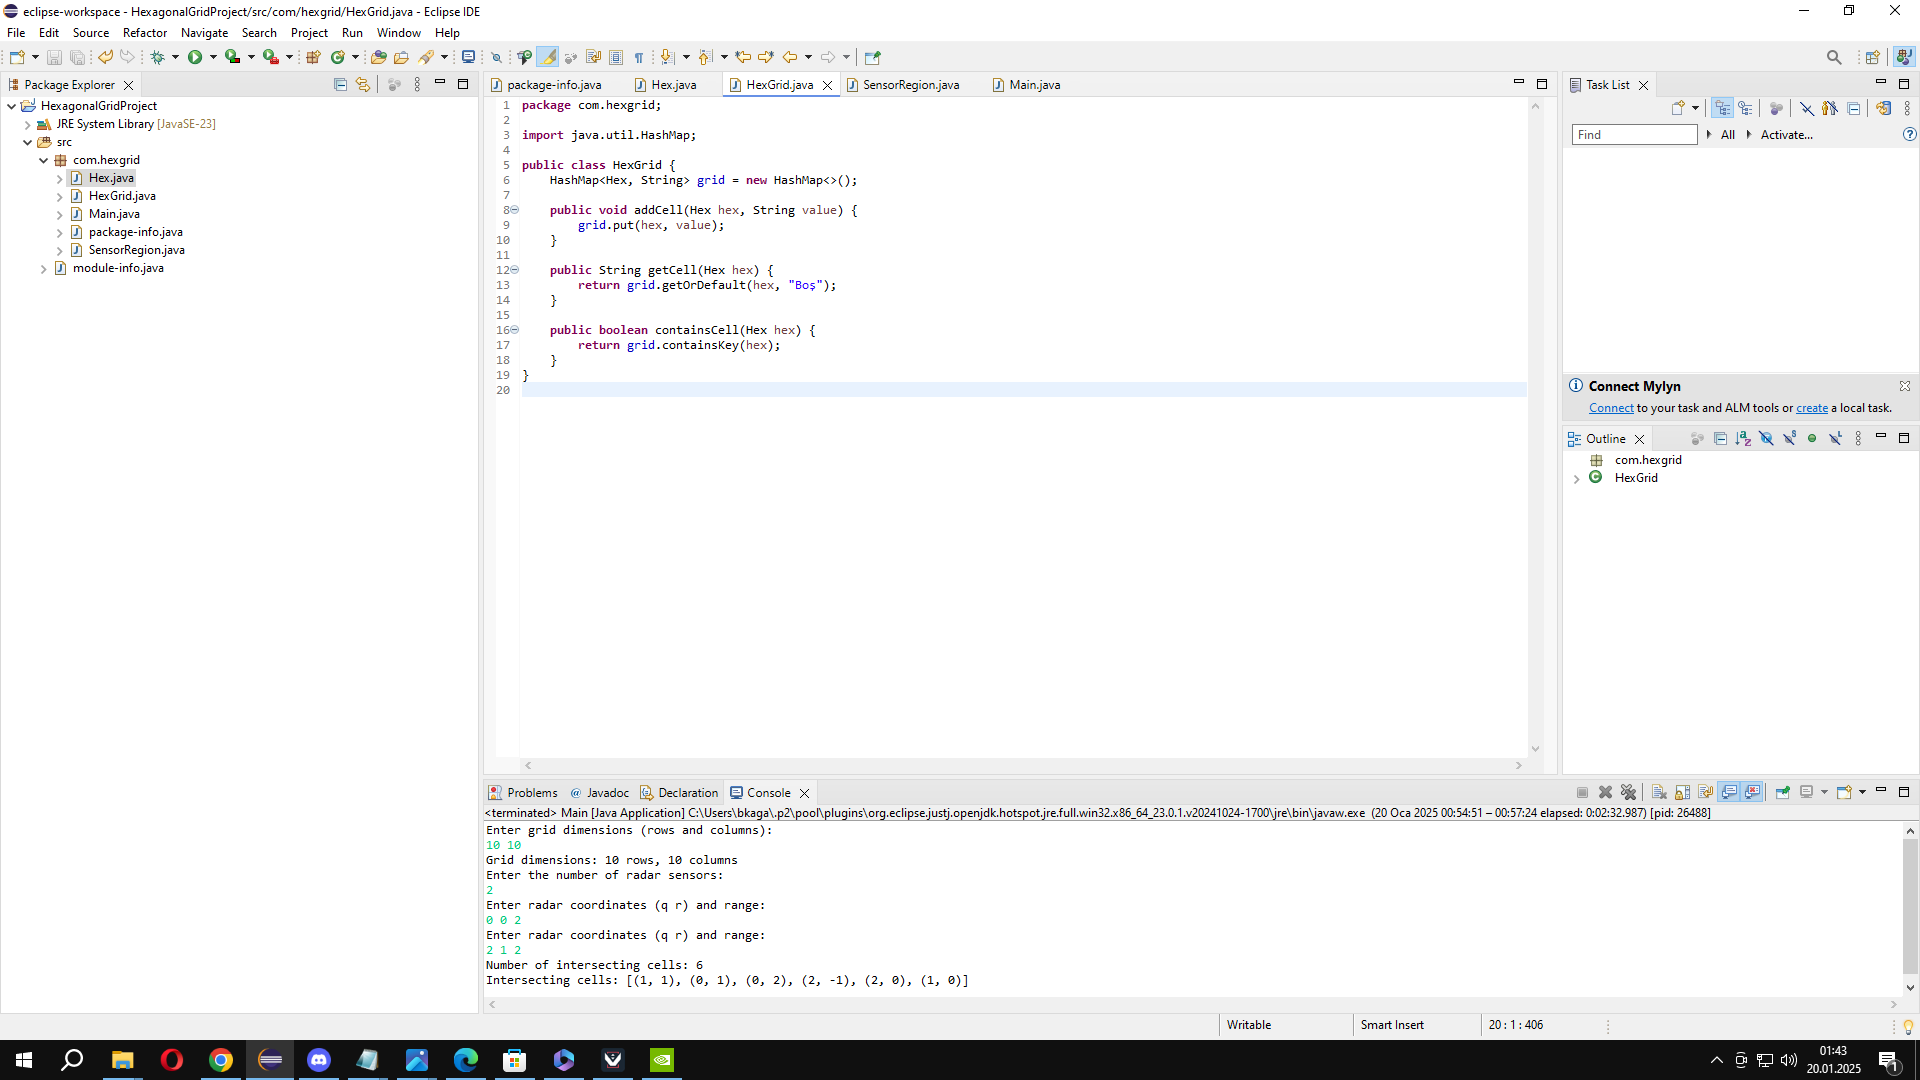 eclipse-workspace - HexagonalGridProject/src/com/hexgrid/HexGrid.java - Eclipse IDE
File Edit Source Refactor Navigate Search Project Run Window Help
Package Explorer
HexagonalGridProject
JRE System Library [JavaSE-23]
src
com.hexgrid
Hex.java
HexGrid.java
Main.java
package-info.java
SensorRegion.java
module-info.java
package-info.java Hex.java HexGrid.java SensorRegion.java Main.java
1 package com.hexgrid;
2
3 import java.util.HashMap;
4
5 public class HexGrid {
6     HashMap<Hex, String> grid = new HashMap<>();
7
8     public void addCell(Hex hex, String value) {
9         grid.put(hex, value);
10     }
11
12     public String getCell(Hex hex) {
13         return grid.getOrDefault(hex, "Boş");
14     }
15
16     public boolean containsCell(Hex hex) {
17         return grid.containsKey(hex);
18     }
19 }
20
Task List
Find All Activate...
Connect Mylyn
Connect to your task and ALM tools or create a local task.
Outline
com.hexgrid
HexGrid
Problems Javadoc Declaration Console
<terminated> Main [Java Application] C:\Users\bkaga\.p2\pool\plugins\org.eclipse.justj.openjdk.hotspot.jre.full.win32.x86_64_23.0.1.v20241024-1700\jre\bin\javaw.exe (20 Oca 2025 00:54:51 – 00:57:24 elapsed: 0:02:32.987) [pid: 26488]
Enter grid dimensions (rows and columns):
10 10
Grid dimensions: 10 rows, 10 columns
Enter the number of radar sensors:
2
Enter radar coordinates (q r) and range:
0 0 2
Enter radar coordinates (q r) and range:
2 1 2
Number of intersecting cells: 6
Intersecting cells: [(1, 1), (0, 1), (0, 2), (2, -1), (2, 0), (1, 0)]
Writable Smart Insert 20 : 1 : 406
01:43
20.01.2025
1